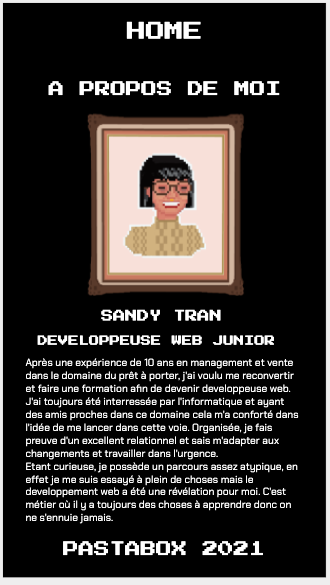 HOME
A PROPOS DE MOI
SANDY TRAN
DEVELOPPEUSE WEB JUNIOR
Après une expérience de 10 ans en management et vente
dans le domaine du prêt à porter, j'ai voulu me reconvertir
et faire une formation afin de devenir developpeuse web.
J'ai toujours été interressée par l'informatique et ayant
des amis proches dans ce domaine cela m'a conforté dans
l'idée de me lancer dans cette voie. Organisée, je fais
preuve d'un excellent relationnel et sais m'adapter aux
changements et travailler dans l'urgence.
Etant curieuse, je possède un parcours assez atypique, en
effet je me suis essayé à plein de choses mais le
developpement web a été une révélation pour moi. C'est
métier où il y a toujours des choses à apprendre donc on
ne s'ennuie jamais.
PASTABOX 2021